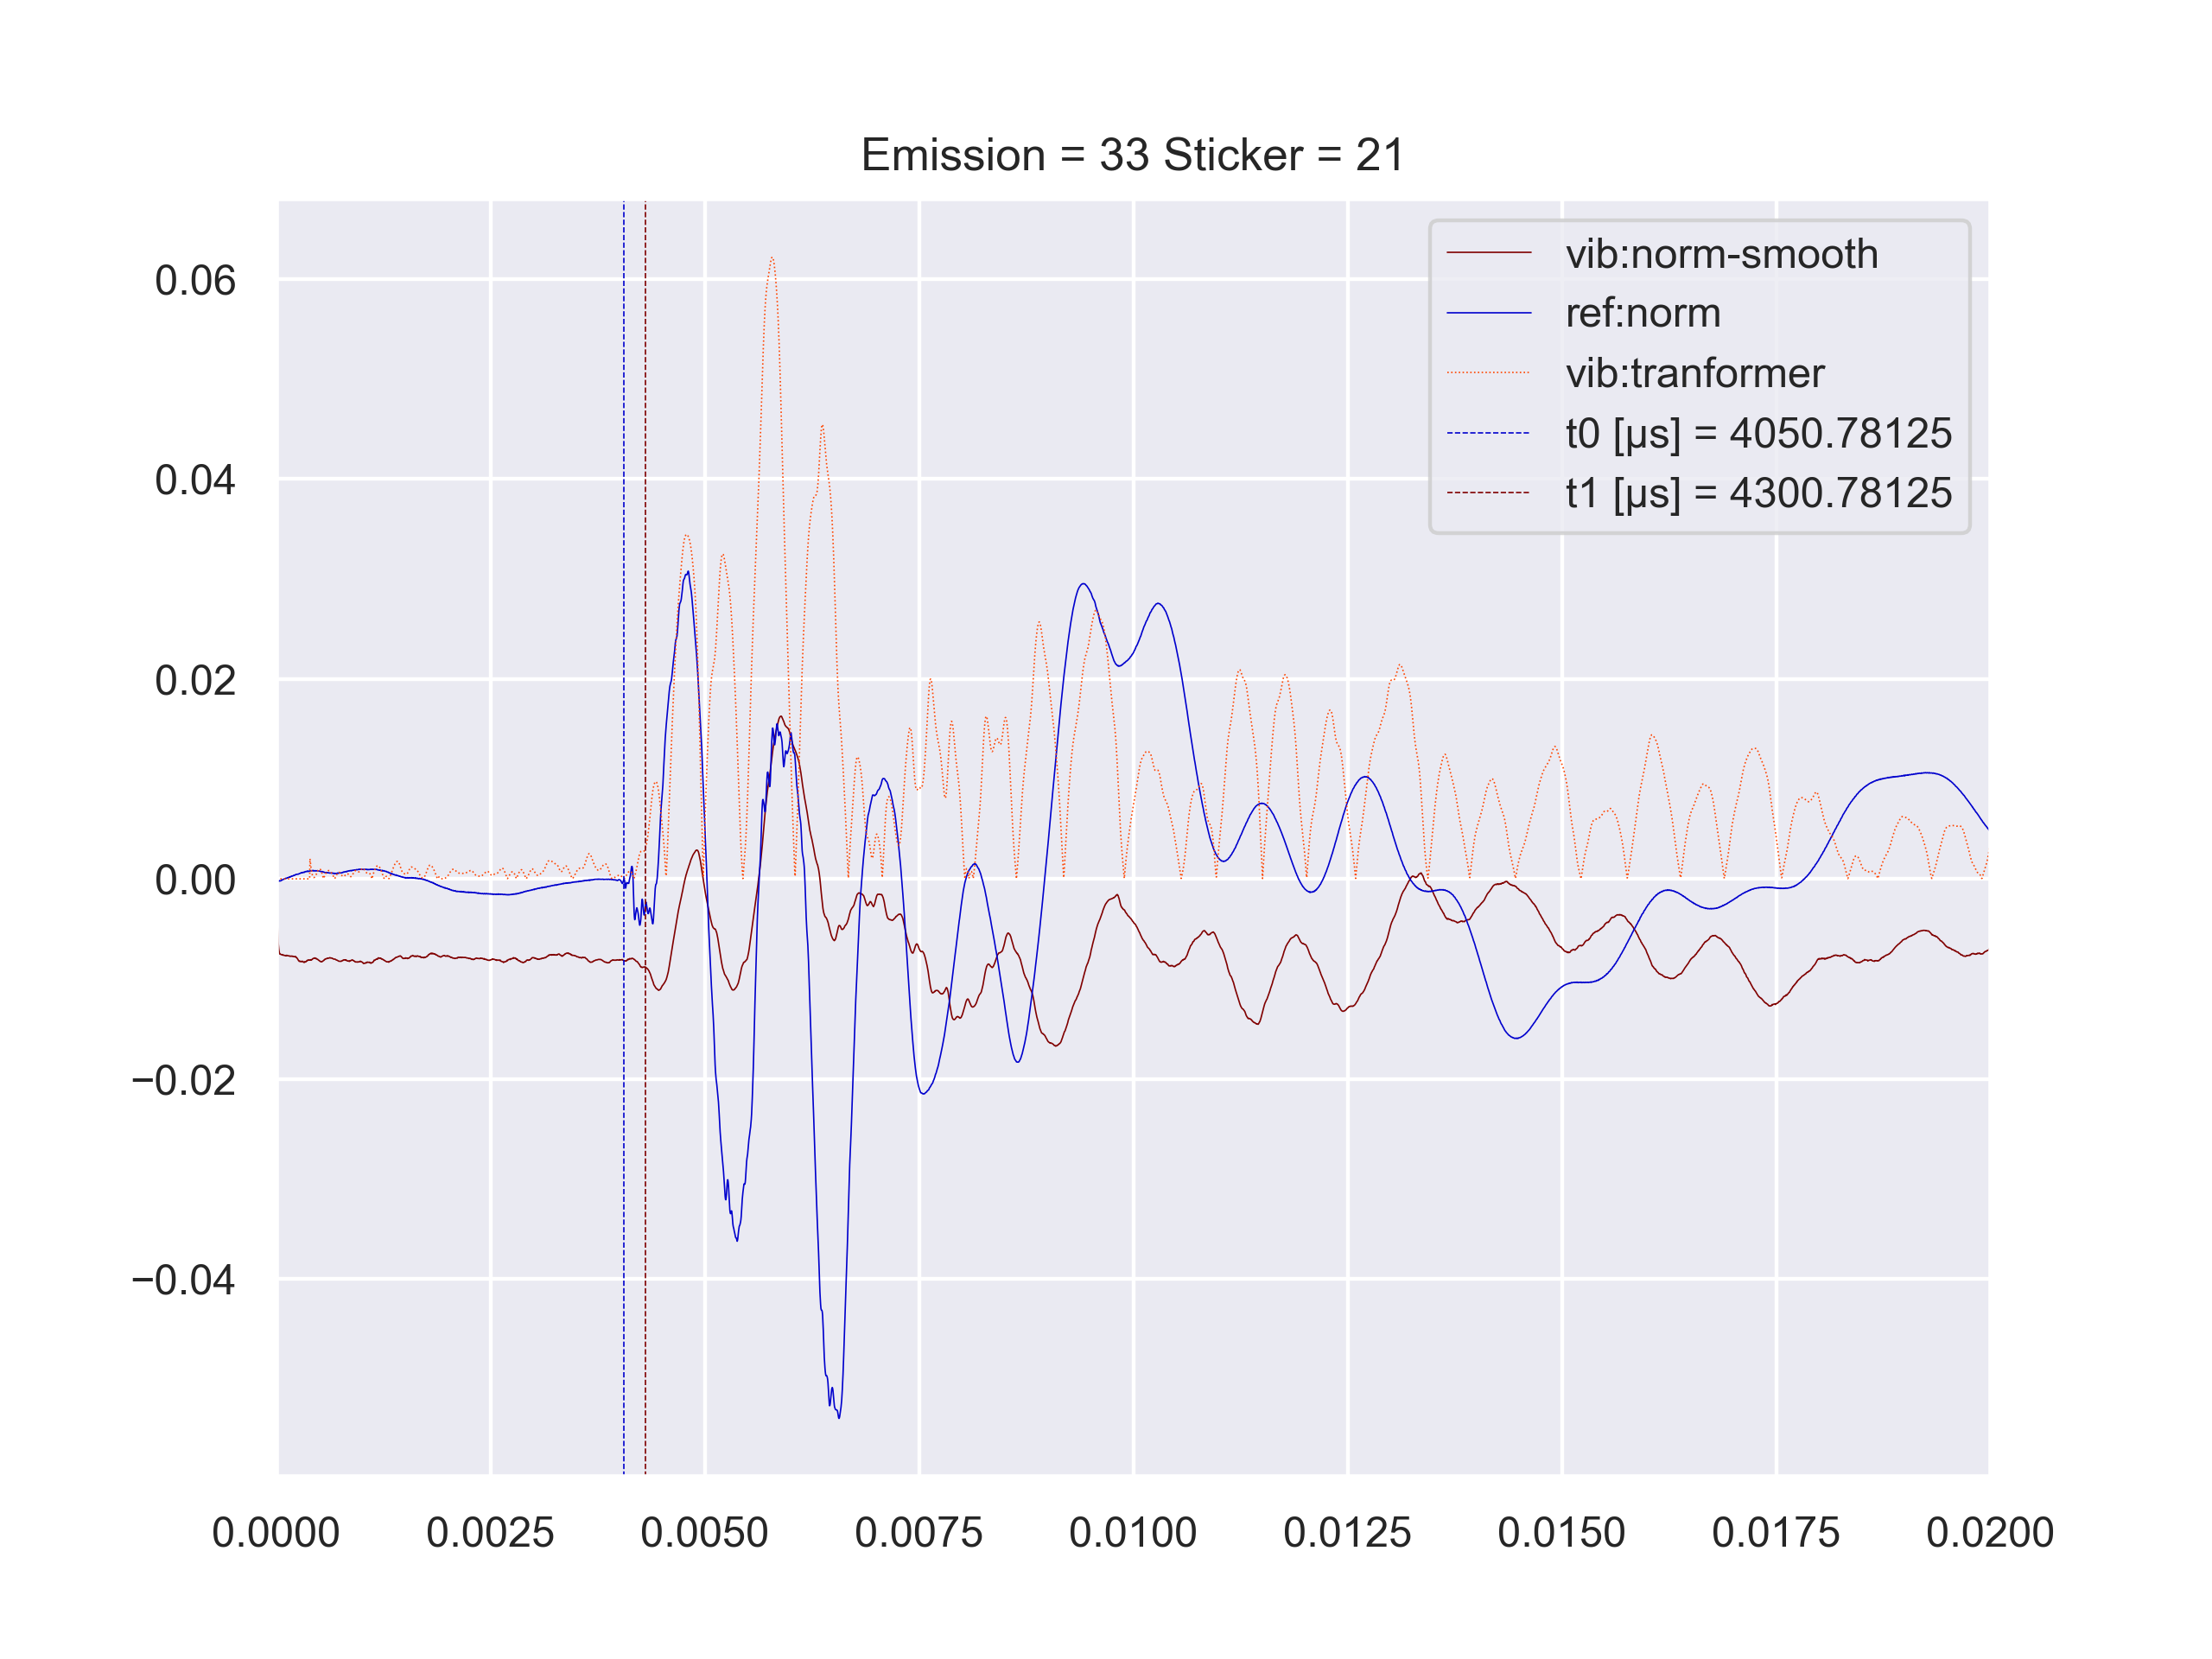 Emission = 33 Sticker = 21
vib:norm-smooth
ref:norm
vib:tranformer
t0 [µs] = 4050.78125
t1 [µs] = 4300.78125
0.06
0.04
0.02
0.00
−0.02
−0.04
0.0000 0.0025 0.0050 0.0075 0.0100 0.0125 0.0150 0.0175 0.0200